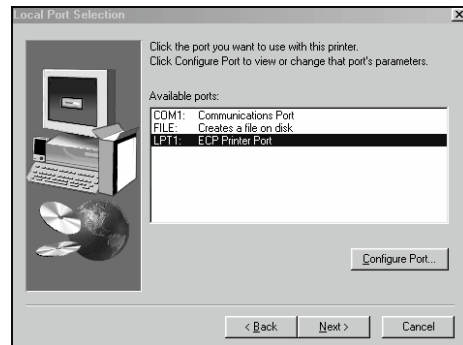 Local Port Selection
Click the port you want to use with this printer.
Click Configure Port to view or change that port's parameters.
Available ports:
COM1: Communications Port
FILE: Creates a file on disk
LPT1: ECP Printer Port
Configure Port...
< Back Next > Cancel